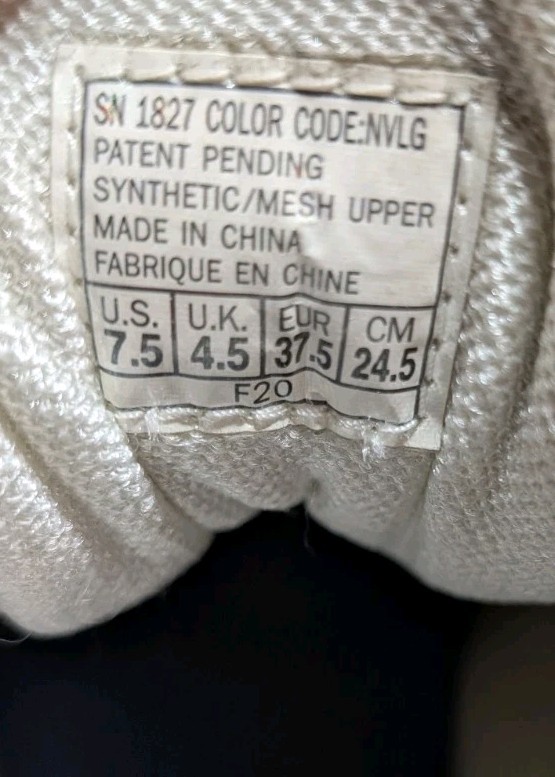 SN 1827 COLOR CODE:NVLG
PATENT PENDING
SYNTHETIC/MESH UPPER
MADE IN CHINA
FABRIQUE EN CHINE
U.S. U.K. EUR CM
7.5 4.5 37.5 24.5
F20